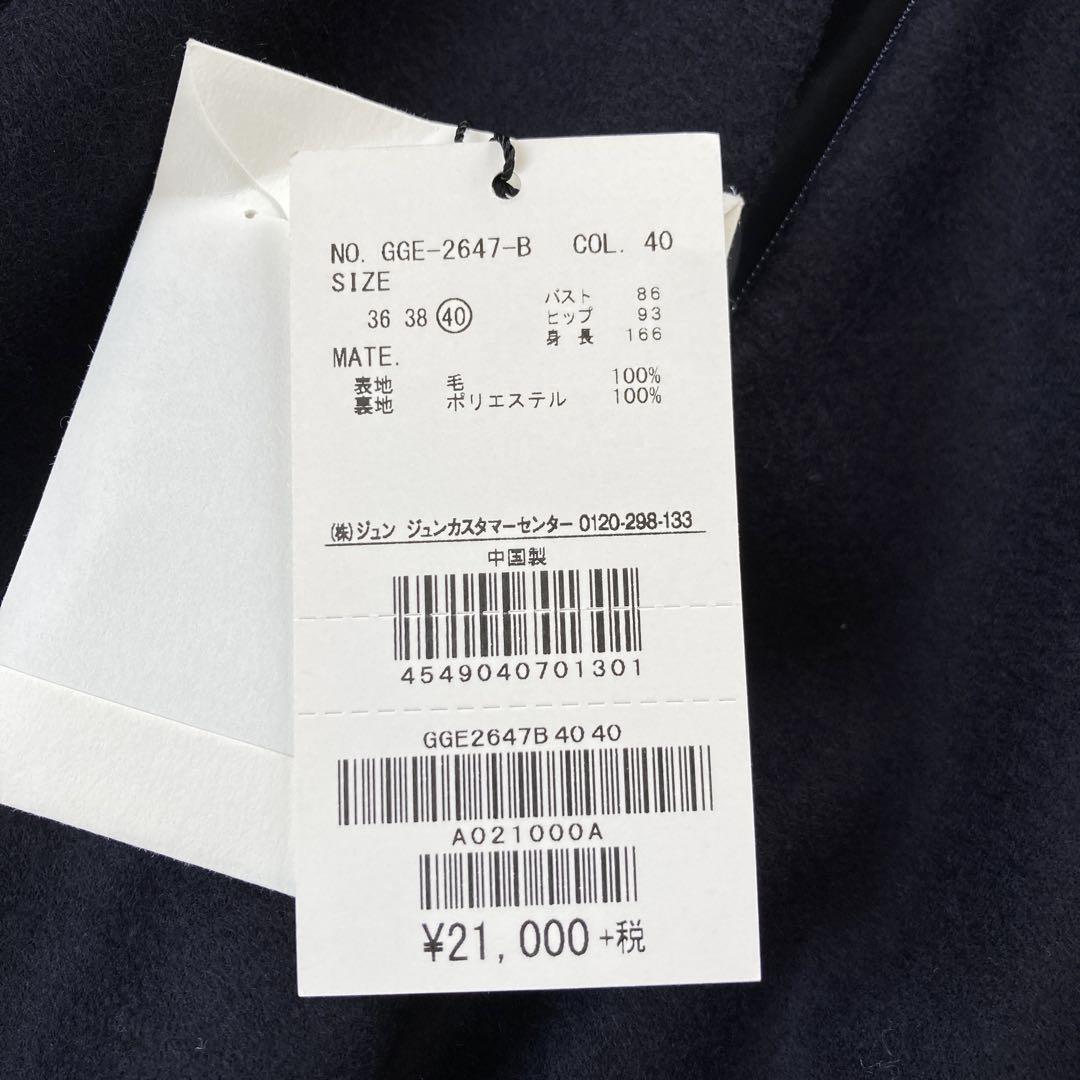 NO. GGE-2647-B COL. 40
SIZE
36 38 40
バスト 86
ヒップ 93
身長 166
MATE.
表地 毛 100%
裏地 ポリエステル 100%
(株)ジュン ジュンカスタマーセンター 0120-298-133
中国製
4549040701301
GGE2647B 40 40
A021000A
¥21,000+税